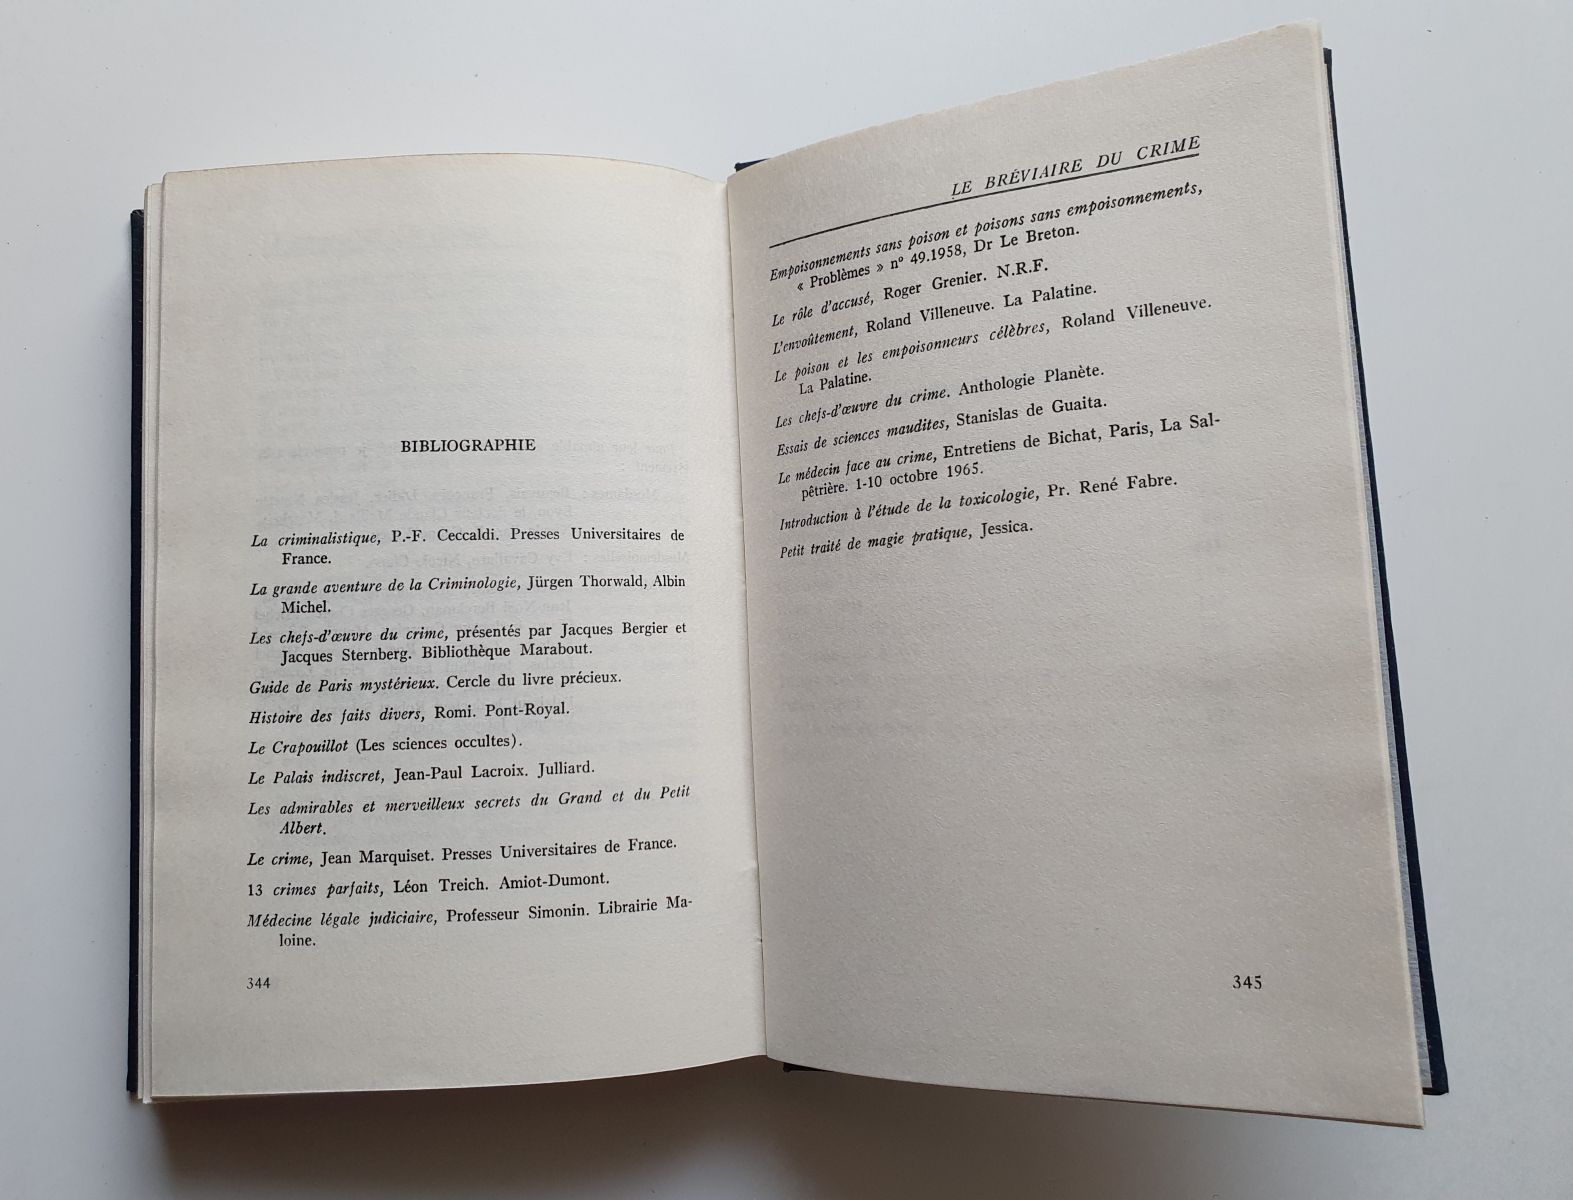 BIBLIOGRAPHIE
La criminalistique, P.-F. Ceccaldi. Presses Universitaires de
France.
La grande aventure de la Criminologie, Jürgen Thorwald, Albin
Michel.
Les chefs-d'œuvre du crime, présentés par Jacques Bergier et
Jacques Sternberg. Bibliothèque Marabout.
Guide de Paris mystérieux. Cercle du livre précieux.
Histoire des faits divers, Romi. Pont-Royal.
Le Crapouillot (Les sciences occultes).
Le Palais indiscret, Jean-Paul Lacroix. Julliard.
Les admirables et merveilleux secrets du Grand et du Petit
Albert.
Le crime, Jean Marquiset. Presses Universitaires de France.
13 crimes parfaits, Léon Treich. Amiot-Dumont.
Médecine légale judiciaire, Professeur Simonin. Librairie Ma-
loine.
344
LE BRÉVIAIRE DU CRIME
Empoisonnements sans poison et poisons sans empoisonnements,
« Problèmes » n° 49.1958, Dr Le Breton.
Le rôle d'accusé, Roger Grenier. N.R.F.
L'envoûtement, Roland Villeneuve. La Palatine.
Le poison et les empoisonneurs célèbres, Roland Villeneuve.
La Palatine.
Les chefs-d'œuvre du crime. Anthologie Planète.
Essais de sciences maudites, Stanislas de Guaita.
Le médecin face au crime, Entretiens de Bichat, Paris, La Sal-
pêtrière. 1-10 octobre 1965.
Introduction à l'étude de la toxicologie, Pr. René Fabre.
Petit traité de magie pratique, Jessica.
345